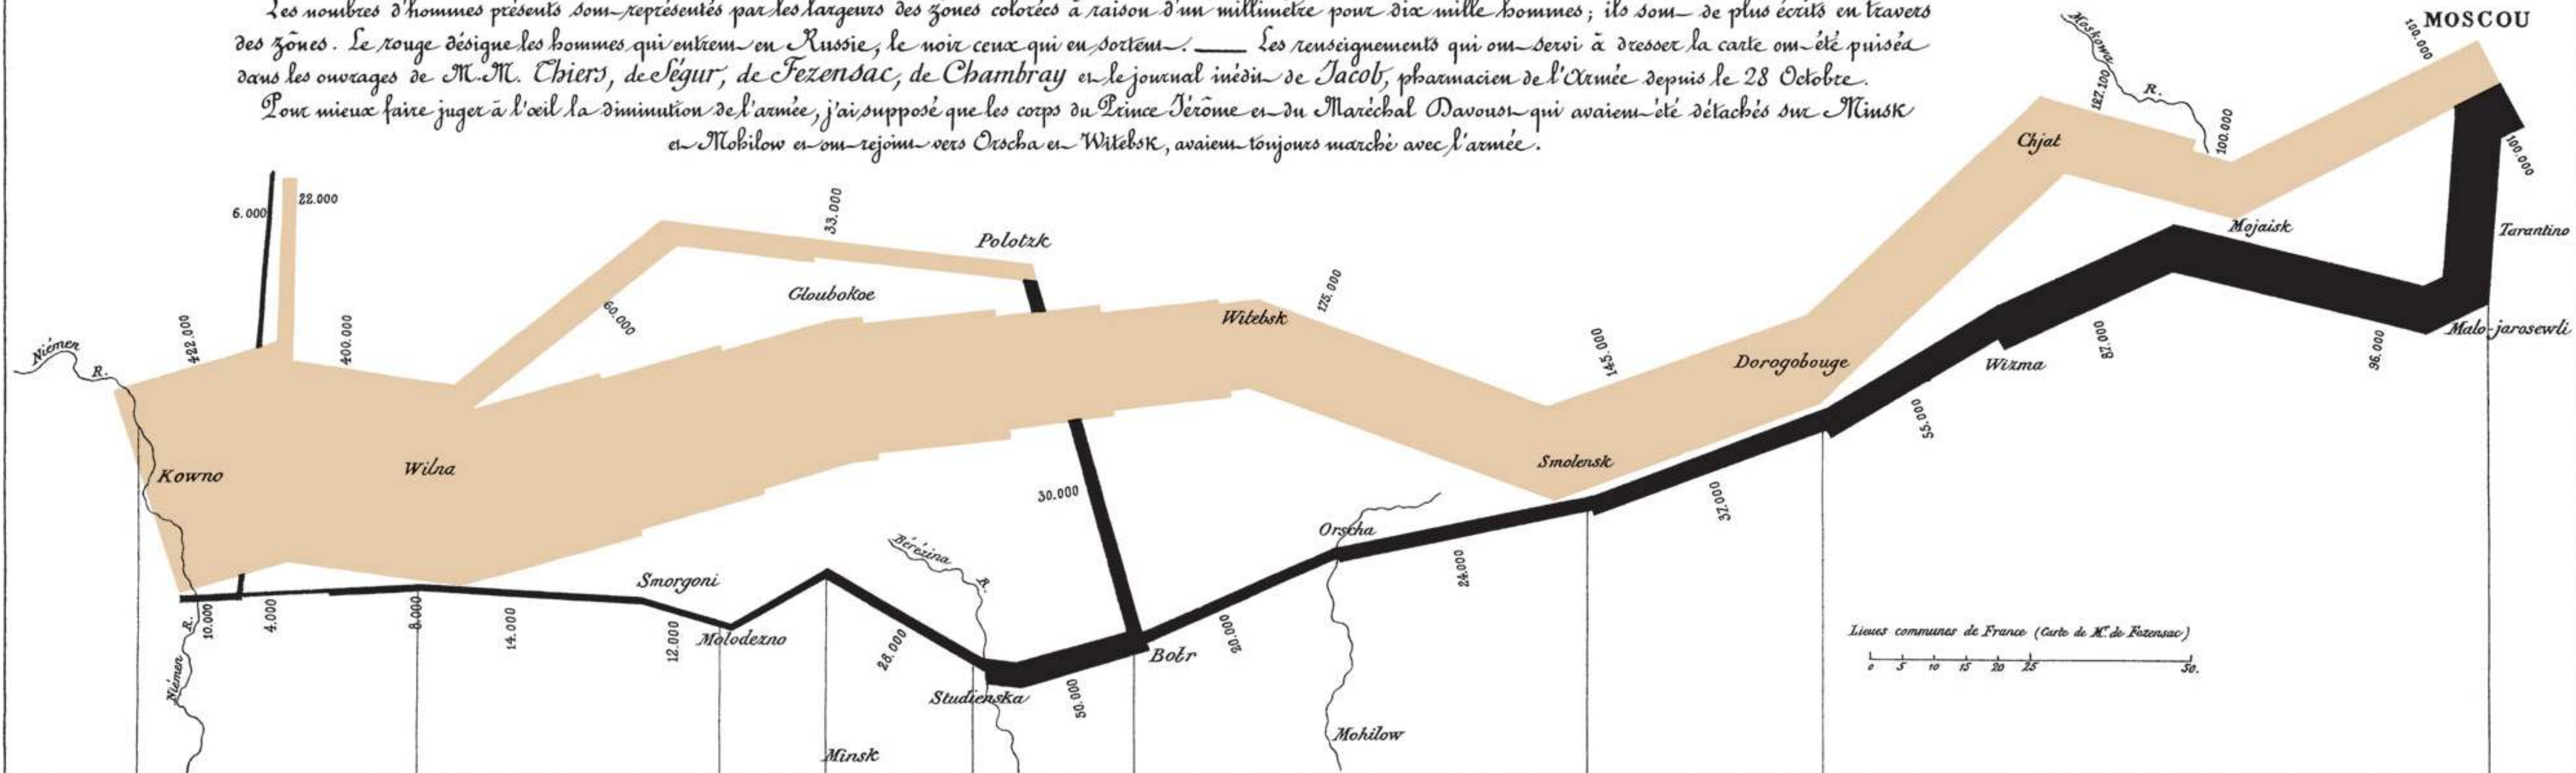 Les nombres d'hommes présents sont représentés par les largeurs des zones colorées à raison d'un millimètre pour dix mille hommes; ils sont de plus écrits en travers
des zônes. Le rouge désigne les hommes qui entrent en Russie, le noir ceux qui en sortent. — Les renseignements qui ont servi à dresser la carte ont été puisés
dans les ouvrages de M.M. Thiers, de Ségur, de Fezensac, de Chambray et le journal inédit de Jacob, pharmacien de l'Armée depuis le 28 Octobre.
Pour mieux faire juger à l'œil la diminution de l'armée, j'ai supposé que les corps du Prince Jérôme et du Maréchal Davoust qui avaient été détachés sur Minsk
et Mohilow et ont rejoint vers Orscha et Witebsk, avaient toujours marché avec l'armée.
MOSCOU
100.000
Moskowa
R.
127.100
100.000
Chjat
100.000
Mojaisk
Tarantino
6.000
22.000
33.000
Polotzk
Gloubokoe
60.000
175.000
Witebsk
422.000
400.000
Niémen
R.
145.000
Dorogobouge
Wizma
87.000
96.000
Malo-jarosewli
55.000
Kowno
Wilna
Smolensk
30.000
37.000
Orscha
24.000
Bérézina
R.
Smorgoni
10.000
4.000
8.000
14.000
12.000
Molodezno
28.000
20.000
Bobr
Studienska
50.000
Niémen
R.
Minsk
Mohilow
Lieues communes de France (Carte de Mr. de Fezensac)
0 5 10 15 20 25 50.